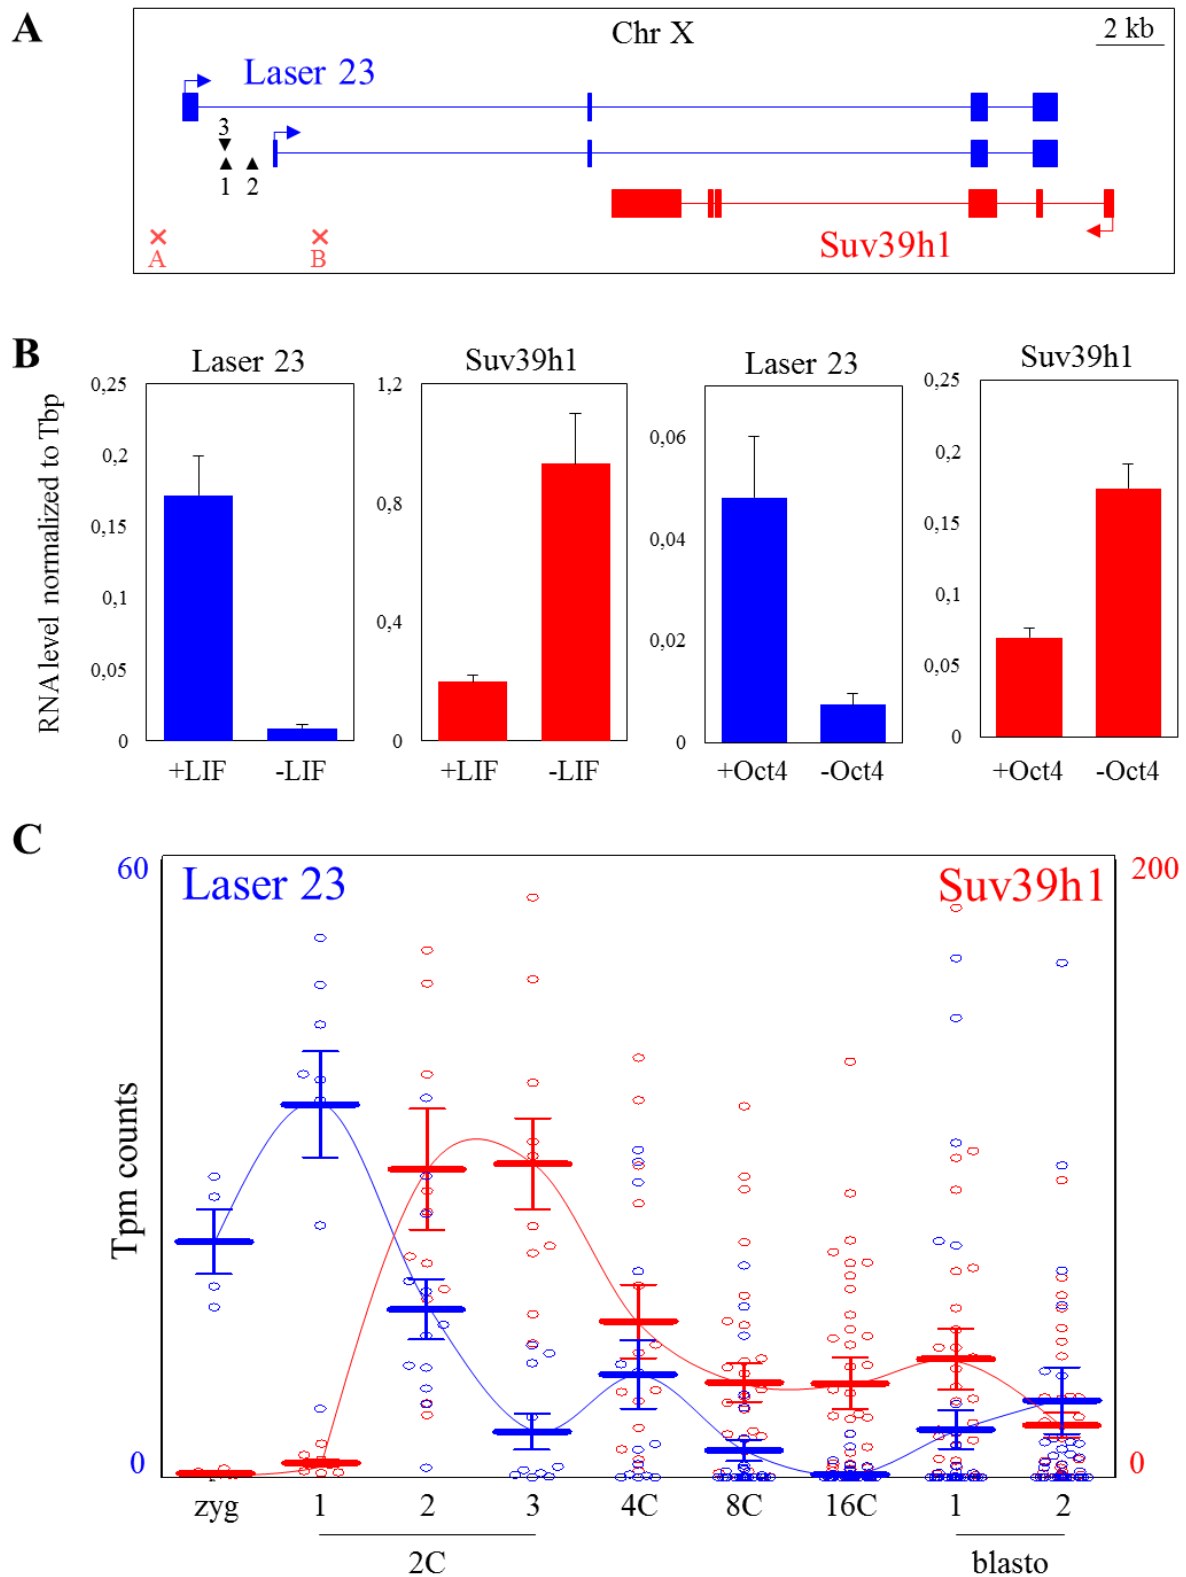 A
Chr X
2 kb
Laser 23
3
1 2
Suv39h1
A B
B
Laser 23 Suv39h1 Laser 23 Suv39h1
RNA level normalized to Tbp
0,25
0,2
0,15
0,1
0,05
0
+LIF -LIF
1,2
0,8
0,4
0
+LIF -LIF
0,06
0,04
0,02
0
+Oct4 -Oct4
0,25
0,2
0,15
0,1
0,05
0
+Oct4 -Oct4
C
60 200
Laser 23 Suv39h1
Tpm counts
0 0
zyg 1 2 3 4C 8C 16C 1 2
2C blasto